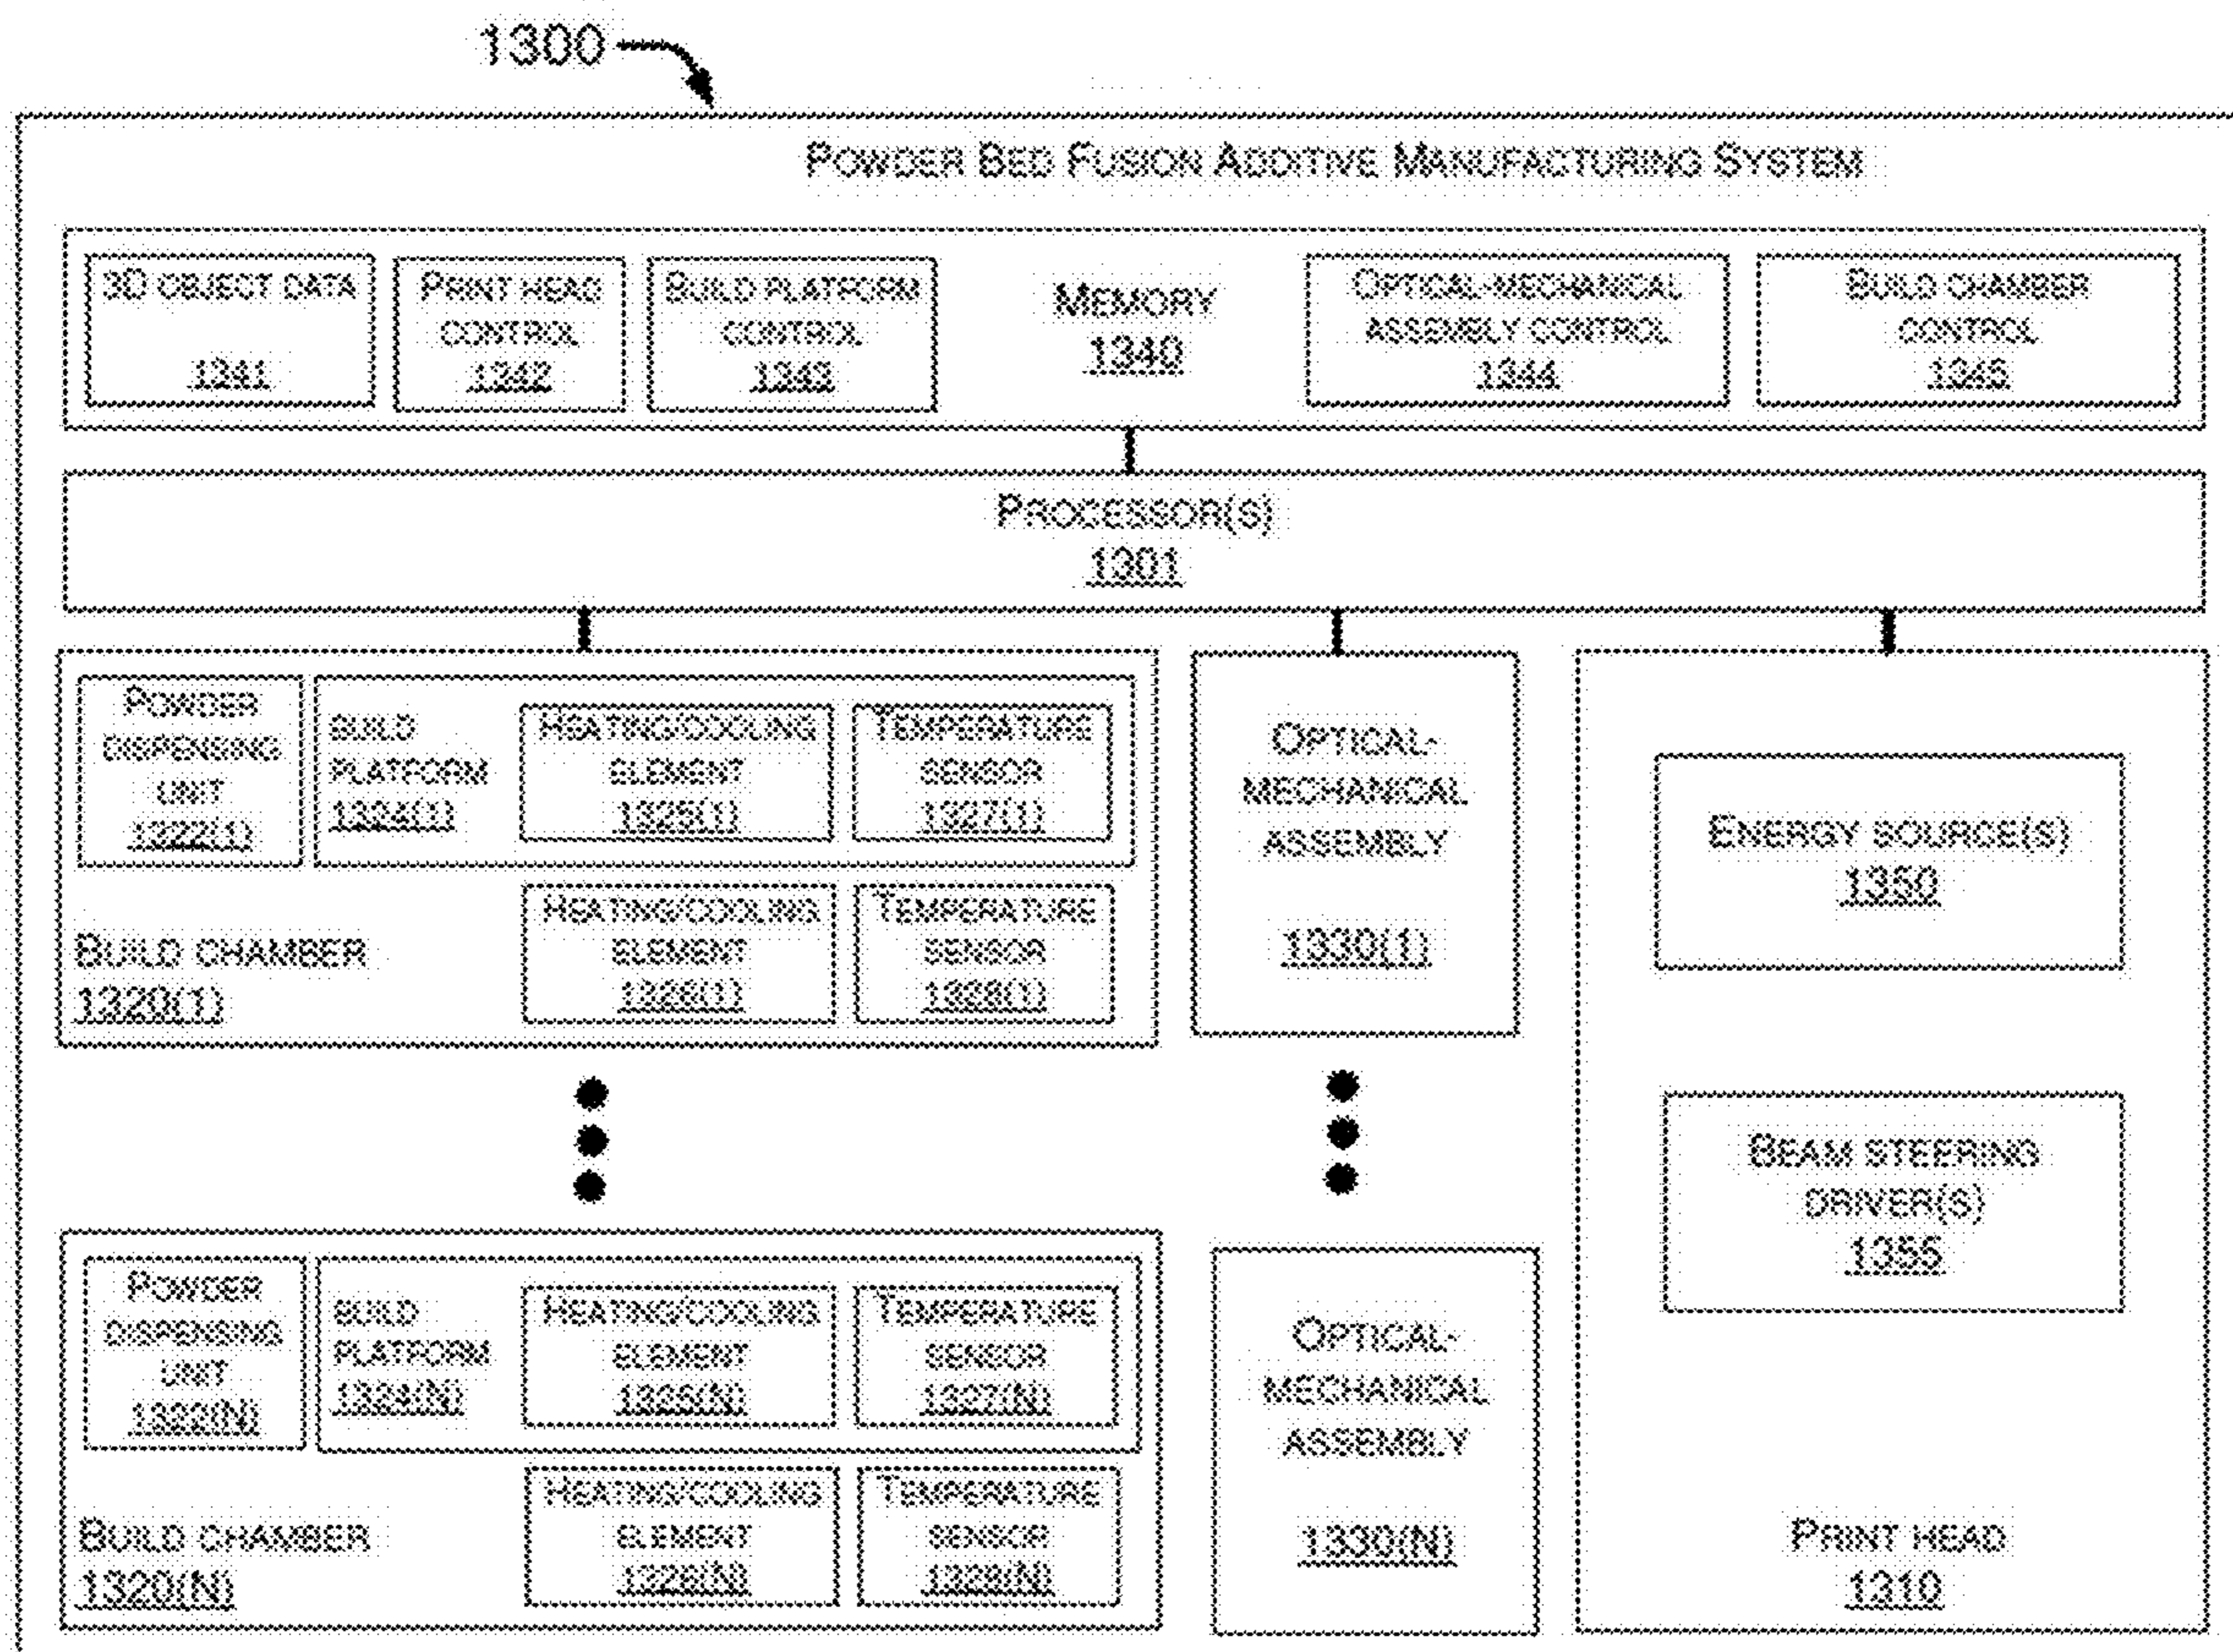 1300
POWDER BED FUSION ADDITIVE MANUFACTURING SYSTEM
3D OBJECT DATA
1341
PRINT HEAD
CONTROL
1342
BUILD PLATFORM
CONTROL
1343
MEMORY
1340
OPTICAL-MECHANICAL
ASSEMBLY CONTROL
1344
BUILD CHAMBER
CONTROL
1345
PROCESSOR(S)
1301
POWDER
DISPENSING
UNIT
1322(1)
BUILD
PLATFORM
1324(1)
HEATING/COOLING
ELEMENT
1325(1)
TEMPERATURE
SENSOR
1327(1)
HEATING/COOLING
ELEMENT
1326(1)
TEMPERATURE
SENSOR
1328(1)
BUILD CHAMBER
1320(1)
OPTICAL-
MECHANICAL
ASSEMBLY
1330(1)
ENERGY SOURCE(S)
1350
BEAM STEERING
DRIVER(S)
1355
PRINT HEAD
1310
POWDER
DISPENSING
UNIT
1322(N)
BUILD
PLATFORM
1324(N)
HEATING/COOLING
ELEMENT
1325(N)
TEMPERATURE
SENSOR
1327(N)
HEATING/COOLING
ELEMENT
1326(N)
TEMPERATURE
SENSOR
1328(N)
BUILD CHAMBER
1320(N)
OPTICAL-
MECHANICAL
ASSEMBLY
1330(N)